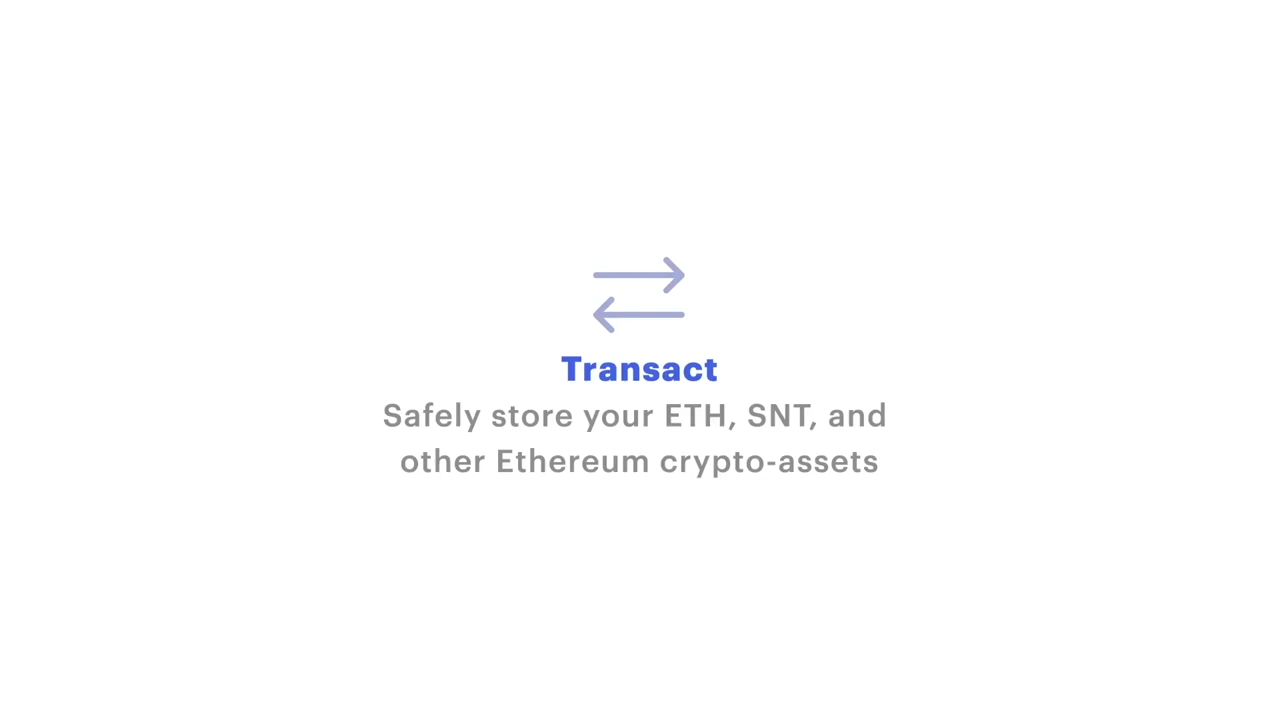 Transact
Safely store your ETH, SNT, and
other Ethereum crypto-assets